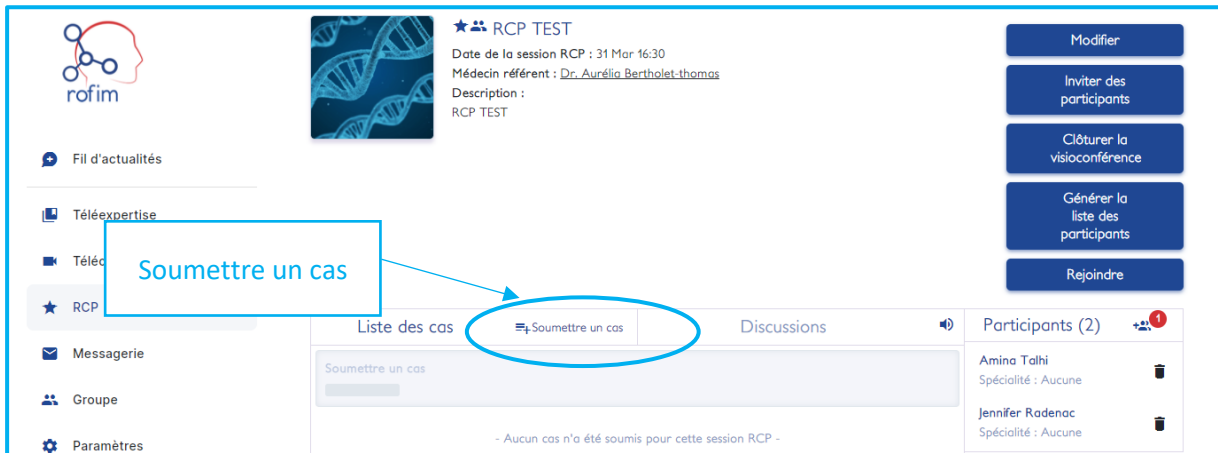 rofim
Fil d'actualités
Téléexpertise
Téléc
RCP
Messagerie
Groupe
Paramètres
RCP TEST
Date de la session RCP : 31 Mar 16:30
Médecin référent : Dr. Aurélia Bertholet-thomas
Description :
RCP TEST
Modifier
Inviter des
participants
Clôturer la
visioconférence
Générer la
liste des
participants
Rejoindre
Soumettre un cas
Liste des cas
Soumettre un cas
Discussions
Soumettre un cas
- Aucun cas n'a été soumis pour cette session RCP -
Participants (2)
1
Amina Talhi
Spécialité : Aucune
Jennifer Radenac
Spécialité : Aucune